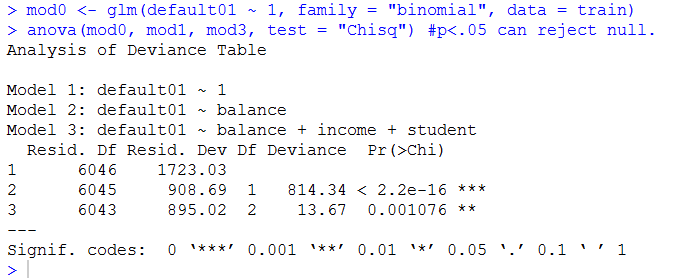 > mod0 <- glm(default01 ~ 1, family = "binomial", data = train)
> anova(mod0, mod1, mod3, test = "Chisq") #p<.05 can reject null.
Analysis of Deviance Table

Model 1: default01 ~ 1
Model 2: default01 ~ balance
Model 3: default01 ~ balance + income + student
  Resid. Df Resid. Dev Df Deviance  Pr(>Chi)
1      6046    1723.03
2      6045     908.69  1   814.34 < 2.2e-16 ***
3      6043     895.02  2    13.67  0.001076 **
---
Signif. codes:  0 ‘***’ 0.001 ‘**’ 0.01 ‘*’ 0.05 ‘.’ 0.1 ‘ ’ 1
>